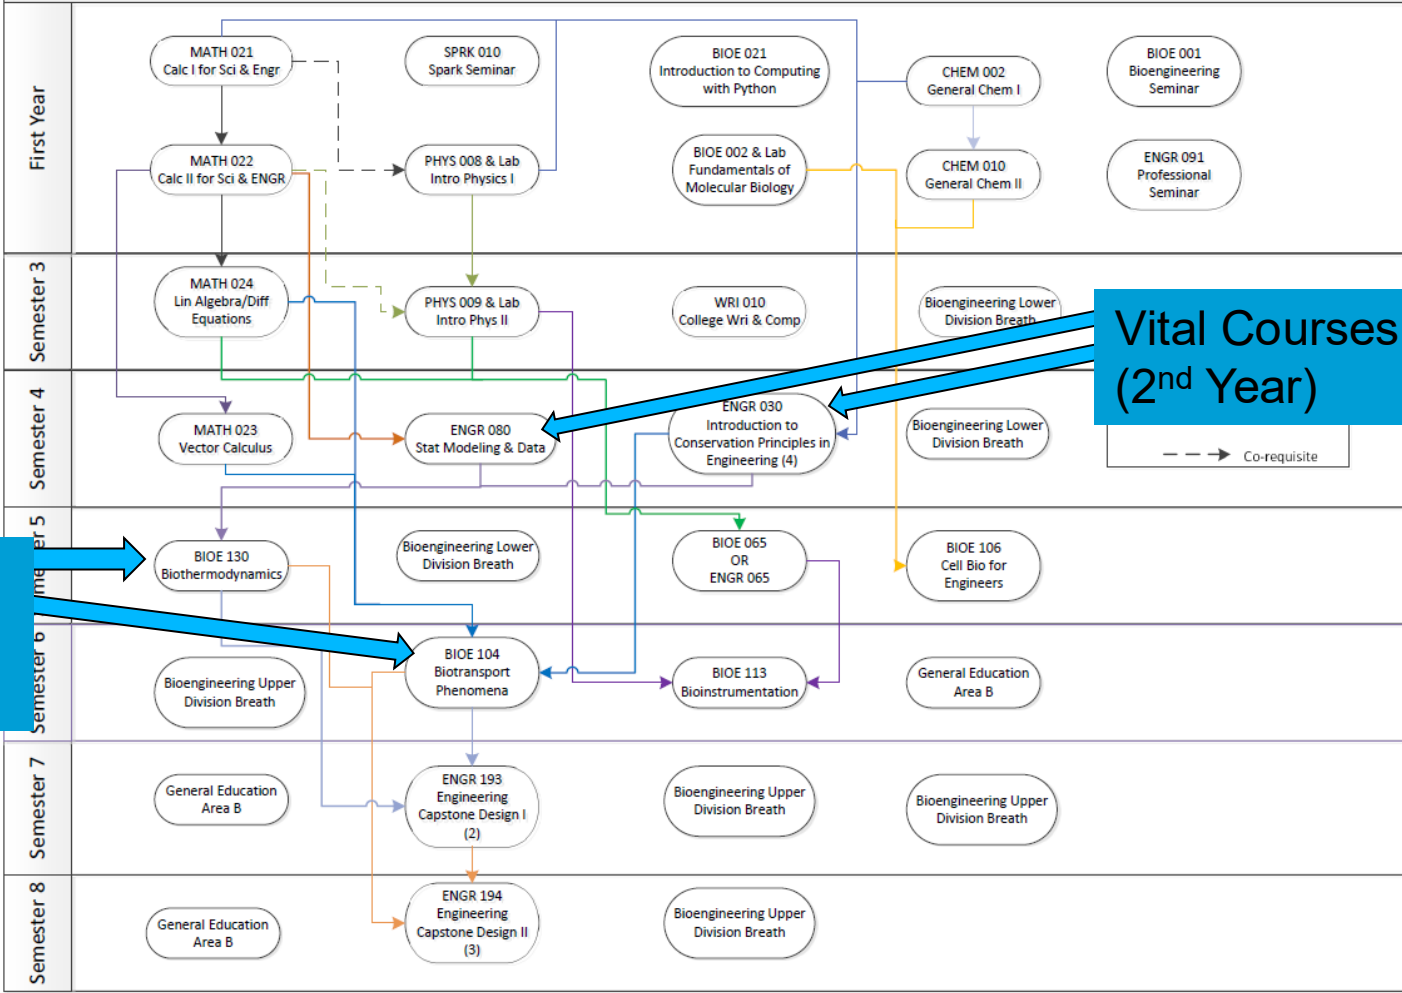 First Year
MATH 021
Calc I for Sci & Engr
SPRK 010
Spark Seminar
BIOE 021
Introduction to Computing
with Python
CHEM 002
General Chem I
BIOE 001
Bioengineering
Seminar
MATH 022
Calc II for Sci & ENGR
PHYS 008 & Lab
Intro Physics I
BIOE 002 & Lab
Fundamentals of
Molecular Biology
CHEM 010
General Chem II
ENGR 091
Professional
Seminar
Semester 3
MATH 024
Lin Algebra/Diff
Equations
PHYS 009 & Lab
Intro Phys II
WRI 010
College Wri & Comp
Bioengineering Lower
Division Breath
Vital Courses
(2nd Year)
Semester 4
MATH 023
Vector Calculus
ENGR 080
Stat Modeling & Data
ENGR 030
Introduction to
Conservation Principles in
Engineering (4)
Bioengineering Lower
Division Breath
Co-requisite
5
BIOE 130
Biothermodynamics
Bioengineering Lower
Division Breath
BIOE 065
OR
ENGR 065
BIOE 106
Cell Bio for
Engineers
Semester 6
Bioengineering Upper
Division Breath
BIOE 104
Biotransport
Phenomena
BIOE 113
Bioinstrumentation
General Education
Area B
Semester 7
General Education
Area B
ENGR 193
Engineering
Capstone Design I
(2)
Bioengineering Upper
Division Breath
Bioengineering Upper
Division Breath
Semester 8
General Education
Area B
ENGR 194
Engineering
Capstone Design II
(3)
Bioengineering Upper
Division Breath